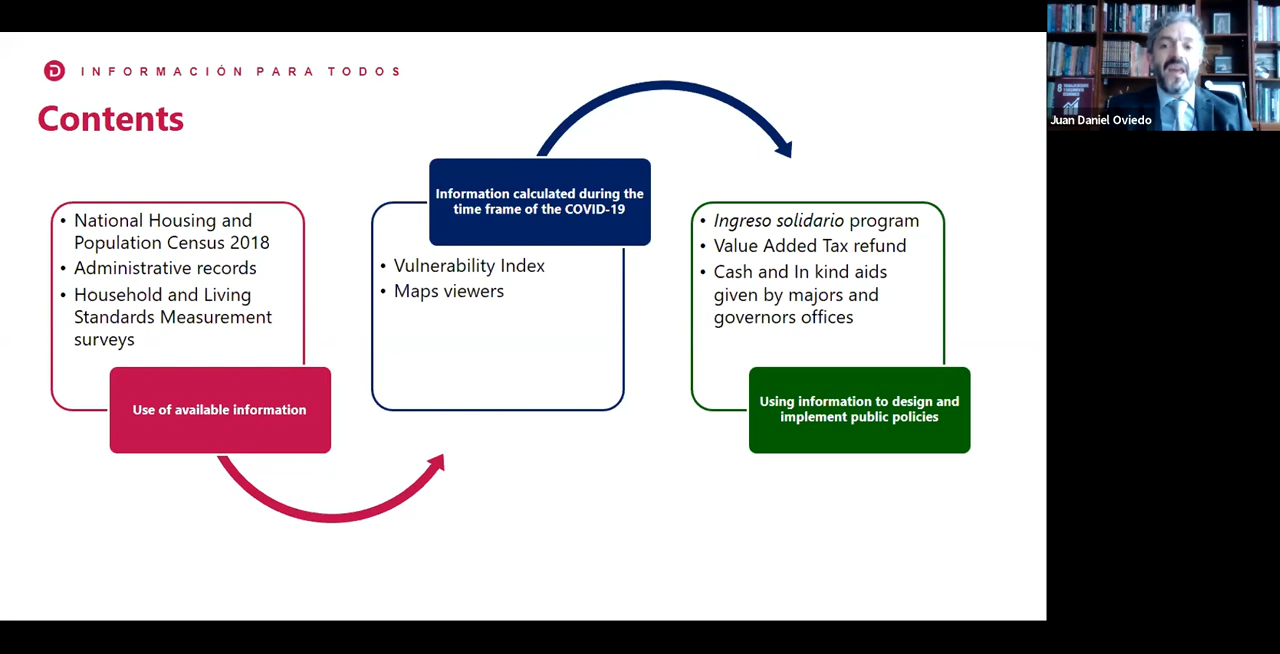 INFORMACIÓN PARA TODOS
Contents
• National Housing and
Population Census 2018
• Administrative records
• Household and Living
Standards Measurement
surveys
Use of available information
Information calculated during the
time frame of the COVID-19
• Vulnerability Index
• Maps viewers
• Ingreso solidario program
• Value Added Tax refund
• Cash and In kind aids
given by majors and
governors offices
Using information to design and
implement public policies
Juan Daniel Oviedo